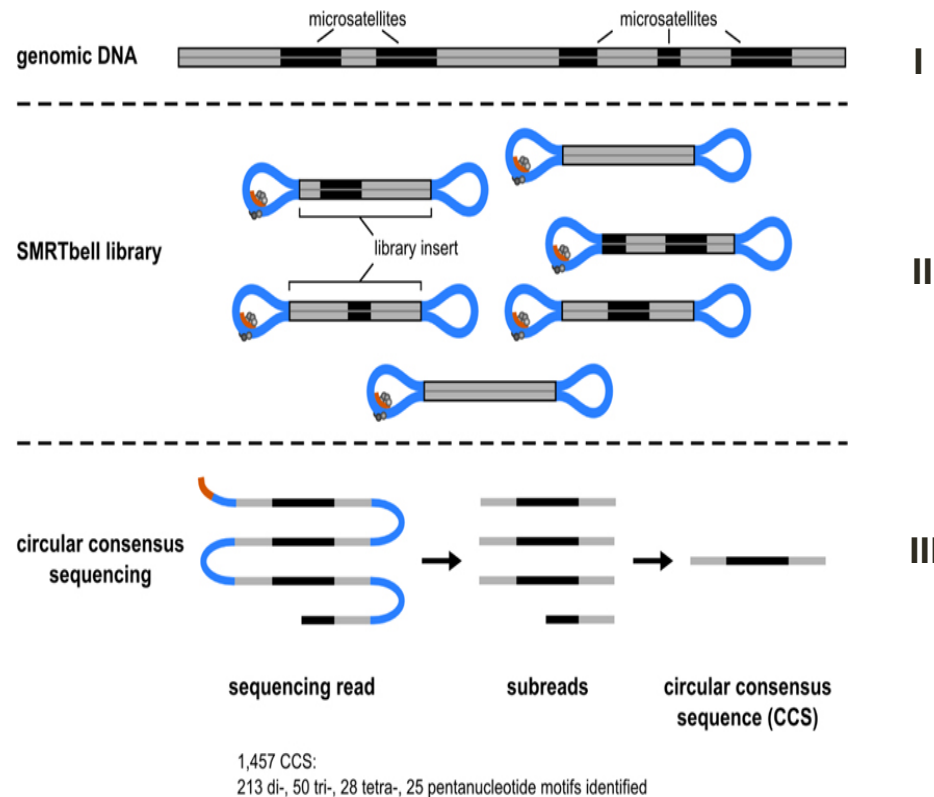 microsatellites
microsatellites
genomic DNA
I
library insert
SMRTbell library
II
circular consensus
sequencing
III
sequencing read
subreads
circular consensus
sequence (CCS)
1,457 CCS:
213 di-, 50 tri-, 28 tetra-, 25 pentanucleotide motifs identified